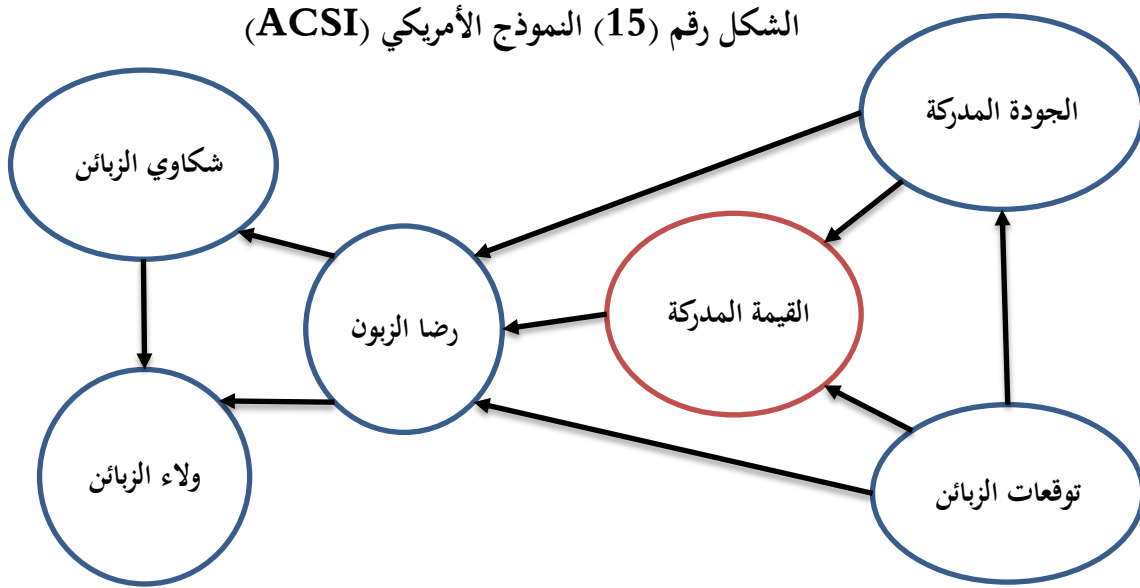 الشكل رقم (15) النموذج الأمريكي (ACSI)
الجودة المدركة
شكاوي الزبائن
القيمة المدركة
رضا الزبون
توقعات الزبائن
ولاء الزبائن